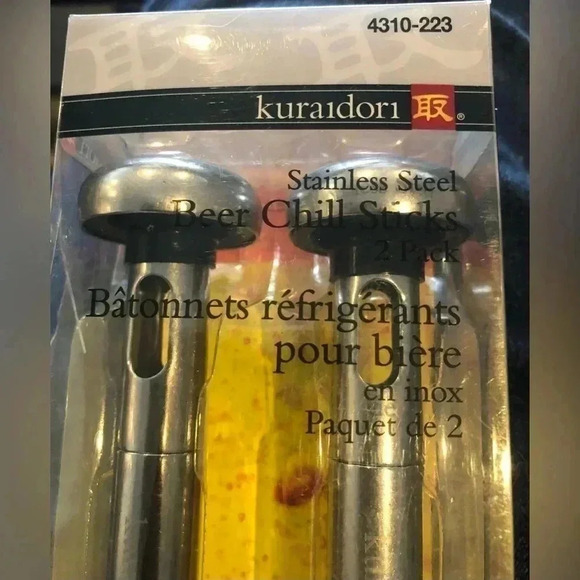 4310-223
kuraıdorı 取®
Stainless Steel
Beer Chill Sticks
2 Pack
Bâtonnets réfrigérants
pour bière
en inox
Paquet de 2